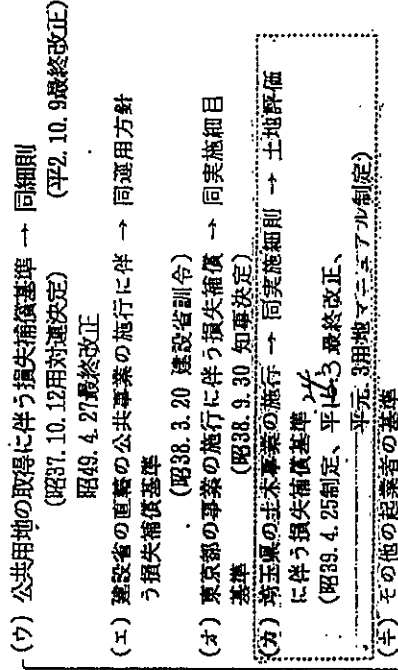 (ウ) 公共用地の取得に伴う損失補償基準 → 同細則
(昭37.10.12用対連決定) (平2.10.9最終改正)
昭49.4.27最終改正
(エ) 建設省の直轄の公共事業の施行に伴 → 同運用方針
う損失補償基準
(昭38.3.20 建設省訓令)
(オ) 東京都の事業の施行に伴う損失補償 → 同実施細目
基準 (昭38.9.30 知事決定)
(カ) 埼玉県の土木事業の施行 → 同実施細則 → 土地評価
に伴う損失補償基準
(昭39.4.25制定、平 .3最終改正、
平元.3用地マニュアル制定)
(キ) その他の起業者の基準